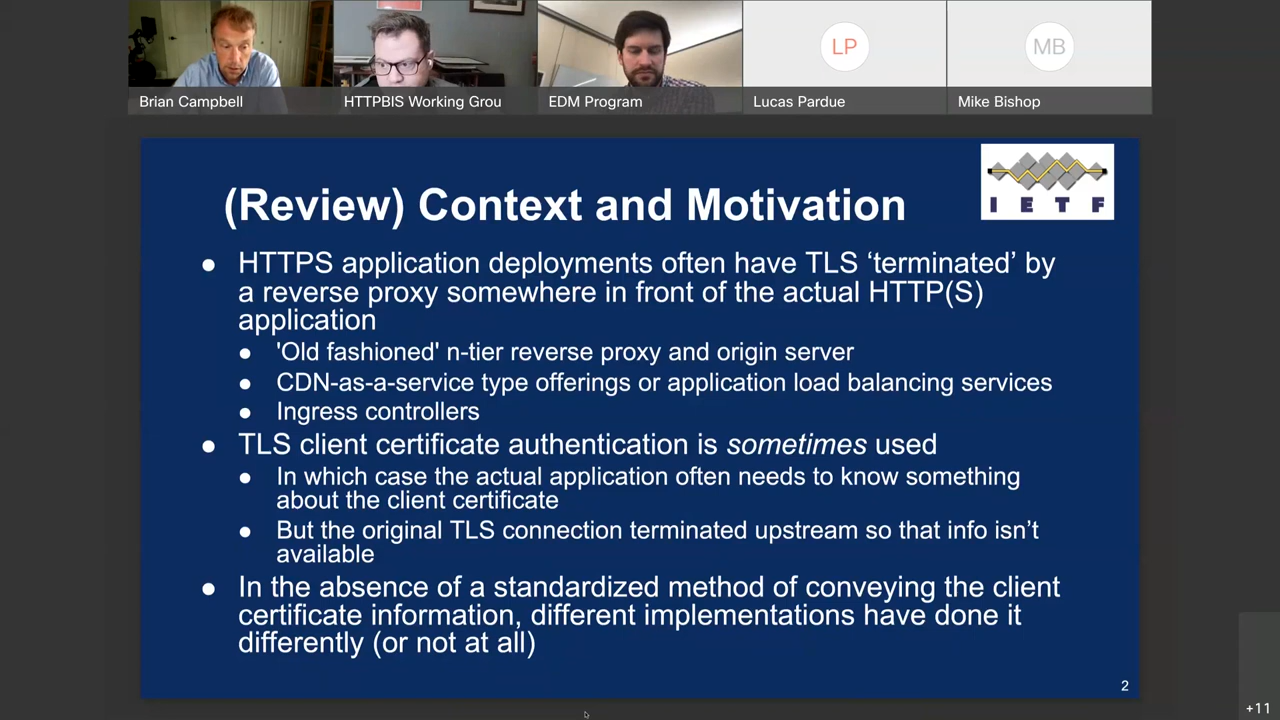 LP
MB
Brian Campbell
HTTPBIS Working Grou
EDM Program
Lucas Pardue
Mike Bishop
I E T F
(Review) Context and Motivation
● HTTPS application deployments often have TLS ‘terminated’ by
a reverse proxy somewhere in front of the actual HTTP(S)
application
● 'Old fashioned' n-tier reverse proxy and origin server
● CDN-as-a-service type offerings or application load balancing services
● Ingress controllers
● TLS client certificate authentication is sometimes used
● In which case the actual application often needs to know something
about the client certificate
● But the original TLS connection terminated upstream so that info isn’t
available
● In the absence of a standardized method of conveying the client
certificate information, different implementations have done it
differently (or not at all)
2
+11